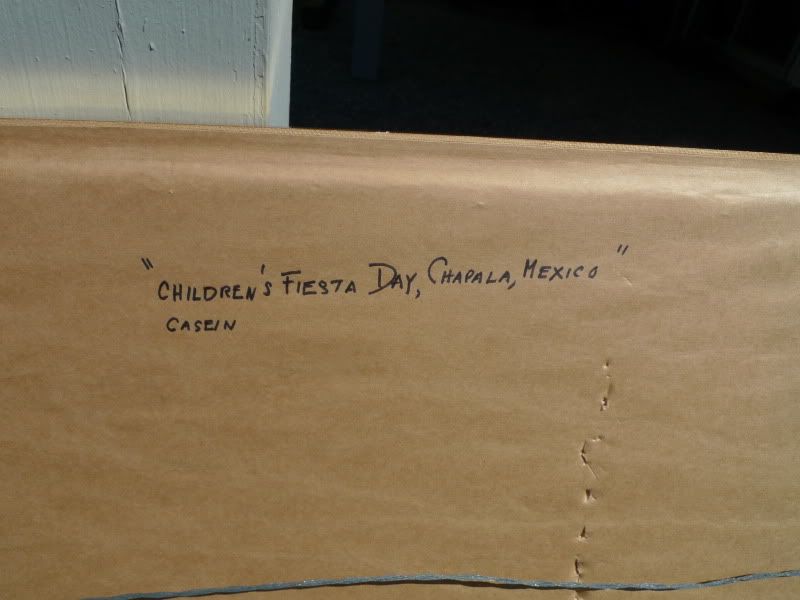 "CHILDREN'S FIESTA DAY, CHAPALA, MEXICO"
CASEIN